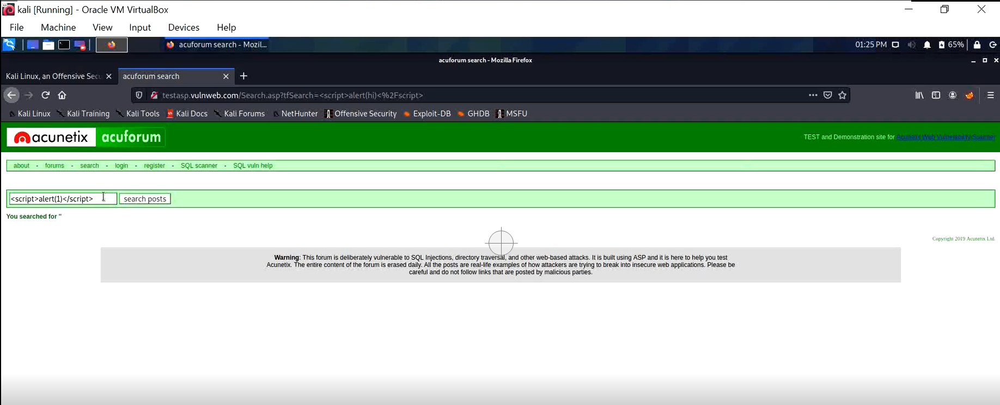 kali [Running] - Oracle VM VirtualBox
File Machine View Input Devices Help
acuforum search - Mozil... 01:25 PM 65%
acuforum search - Mozilla Firefox
Kali Linux, an Offensive Secu acuforum search
testasp.vulnweb.com/Search.asp?tfSearch=<script>alert(hi)<%2Fscript>
Kali Linux Kali Training Kali Tools Kali Docs Kali Forums NetHunter Offensive Security Exploit-DB GHDB MSFU
acunetix acuforum TEST and Demonstration site for Acunetix Web Vulnerability Scanner
about - forums - search - login - register - SQL scanner - SQL vuln help
<script>alert(1)</script> search posts
You searched for ''
Copyright 2019 Acunetix Ltd.
Warning: This forum is deliberately vulnerable to SQL Injections, directory traversal, and other web-based attacks. It is built using ASP and it is here to help you test
Acunetix. The entire content of the forum is erased daily. All the posts are real-life examples of how attackers are trying to break into insecure web applications. Please be
careful and do not follow links that are posted by malicious parties.